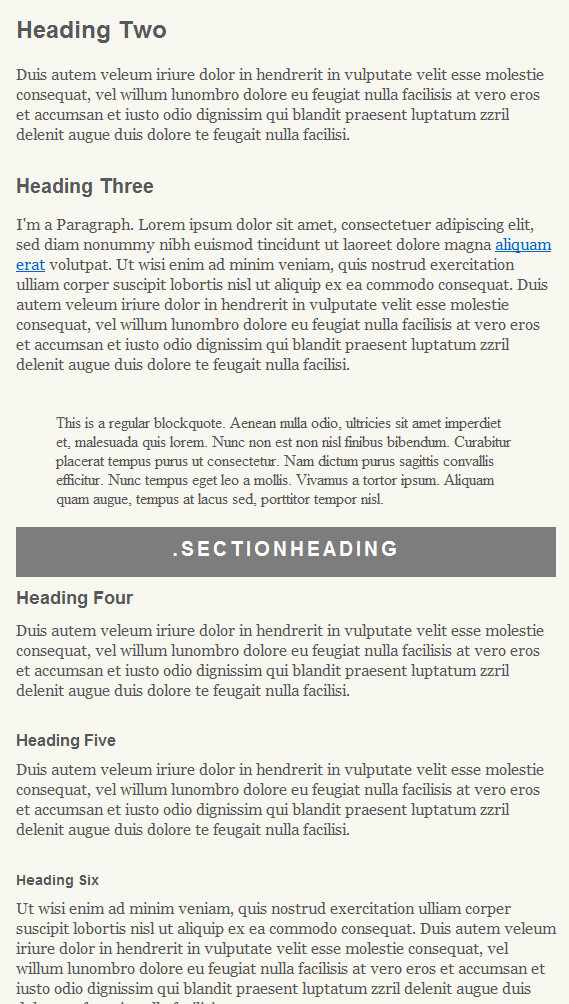 Heading Two
Duis autem veleum iriure dolor in hendrerit in vulputate velit esse molestie
consequat, vel willum lunombro dolore eu feugiat nulla facilisis at vero eros
et accumsan et iusto odio dignissim qui blandit praesent luptatum zzril
delenit augue duis dolore te feugait nulla facilisi.
Heading Three
I'm a Paragraph. Lorem ipsum dolor sit amet, consectetuer adipiscing elit,
sed diam nonummy nibh euismod tincidunt ut laoreet dolore magna aliquam
erat volutpat. Ut wisi enim ad minim veniam, quis nostrud exercitation
ulliam corper suscipit lobortis nisl ut aliquip ex ea commodo consequat. Duis
autem veleum iriure dolor in hendrerit in vulputate velit esse molestie
consequat, vel willum lunombro dolore eu feugiat nulla facilisis at vero eros
et accumsan et iusto odio dignissim qui blandit praesent luptatum zzril
delenit augue duis dolore te feugait nulla facilisi.
This is a regular blockquote. Aenean nulla odio, ultricies sit amet imperdiet
et, malesuada quis lorem. Nunc non est non nisl finibus bibendum. Curabitur
placerat tempus purus ut consectetur. Nam dictum purus sagittis convallis
efficitur. Nunc tempus eget leo a mollis. Vivamus a tortor ipsum. Aliquam
quam augue, tempus at lacus sed, porttitor tempor nisl.
.SECTIONHEADING
Heading Four
Duis autem veleum iriure dolor in hendrerit in vulputate velit esse molestie
consequat, vel willum lunombro dolore eu feugiat nulla facilisis at vero eros
et accumsan et iusto odio dignissim qui blandit praesent luptatum zzril
delenit augue duis dolore te feugait nulla facilisi.
Heading Five
Duis autem veleum iriure dolor in hendrerit in vulputate velit esse molestie
consequat, vel willum lunombro dolore eu feugiat nulla facilisis at vero eros
et accumsan et iusto odio dignissim qui blandit praesent luptatum zzril
delenit augue duis dolore te feugait nulla facilisi.
Heading Six
Ut wisi enim ad minim veniam, quis nostrud exercitation ulliam corper
suscipit lobortis nisl ut aliquip ex ea commodo consequat. Duis autem veleum
iriure dolor in hendrerit in vulputate velit esse molestie consequat, vel
willum lunombro dolore eu feugiat nulla facilisis at vero eros et accumsan et
iusto odio dignissim qui blandit praesent luptatum zzril delenit augue duis